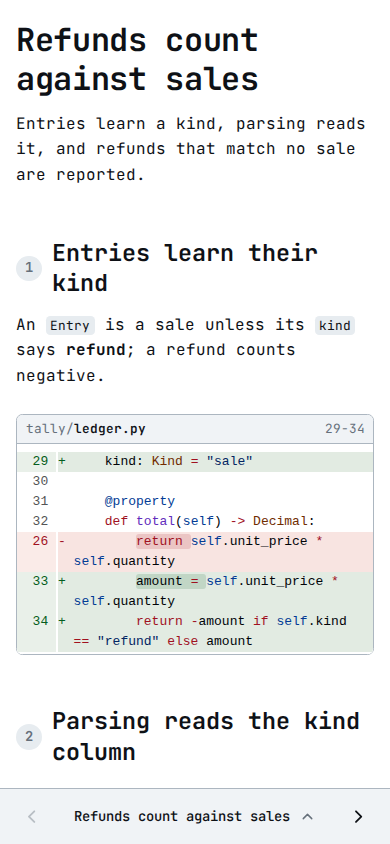 Refunds count
against sales
Entries learn a kind, parsing reads
it, and refunds that match no sale
are reported.
1 Entries learn their
kind
An Entry is a sale unless its kind
says refund; a refund counts
negative.
tally/ledger.py 29-34
29 + kind: Kind = "sale"
30
31 @property
32 def total(self) -> Decimal:
26 - return self.unit_price *
self.quantity
33 + amount = self.unit_price *
self.quantity
34 + return -amount if self.kind
== "refund" else amount
2 Parsing reads the kind
column
Refunds count against sales